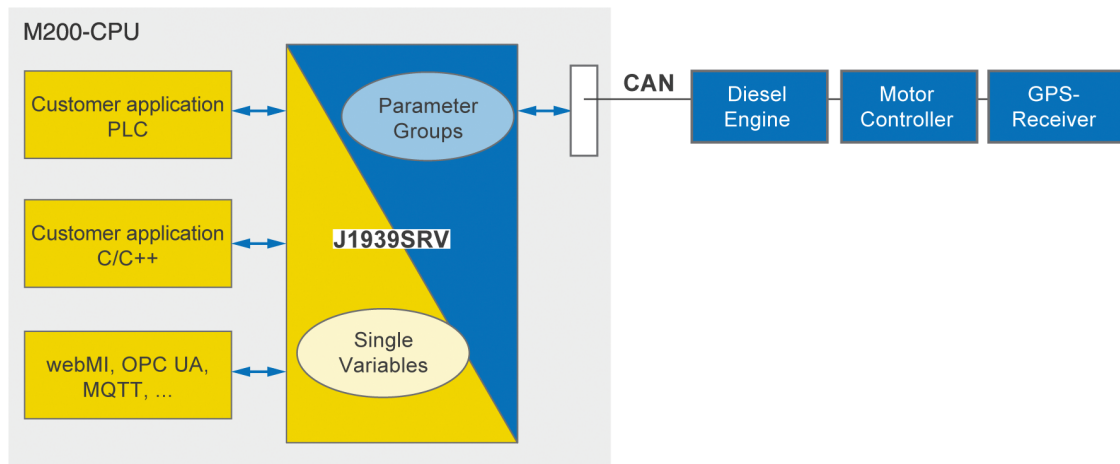 M200-CPU
Customer application
PLC
Customer application
C/C++
webMI, OPC UA,
MQTT, ...
Parameter
Groups
J1939SRV
Single
Variables
CAN
Diesel
Engine
Motor
Controller
GPS-
Receiver